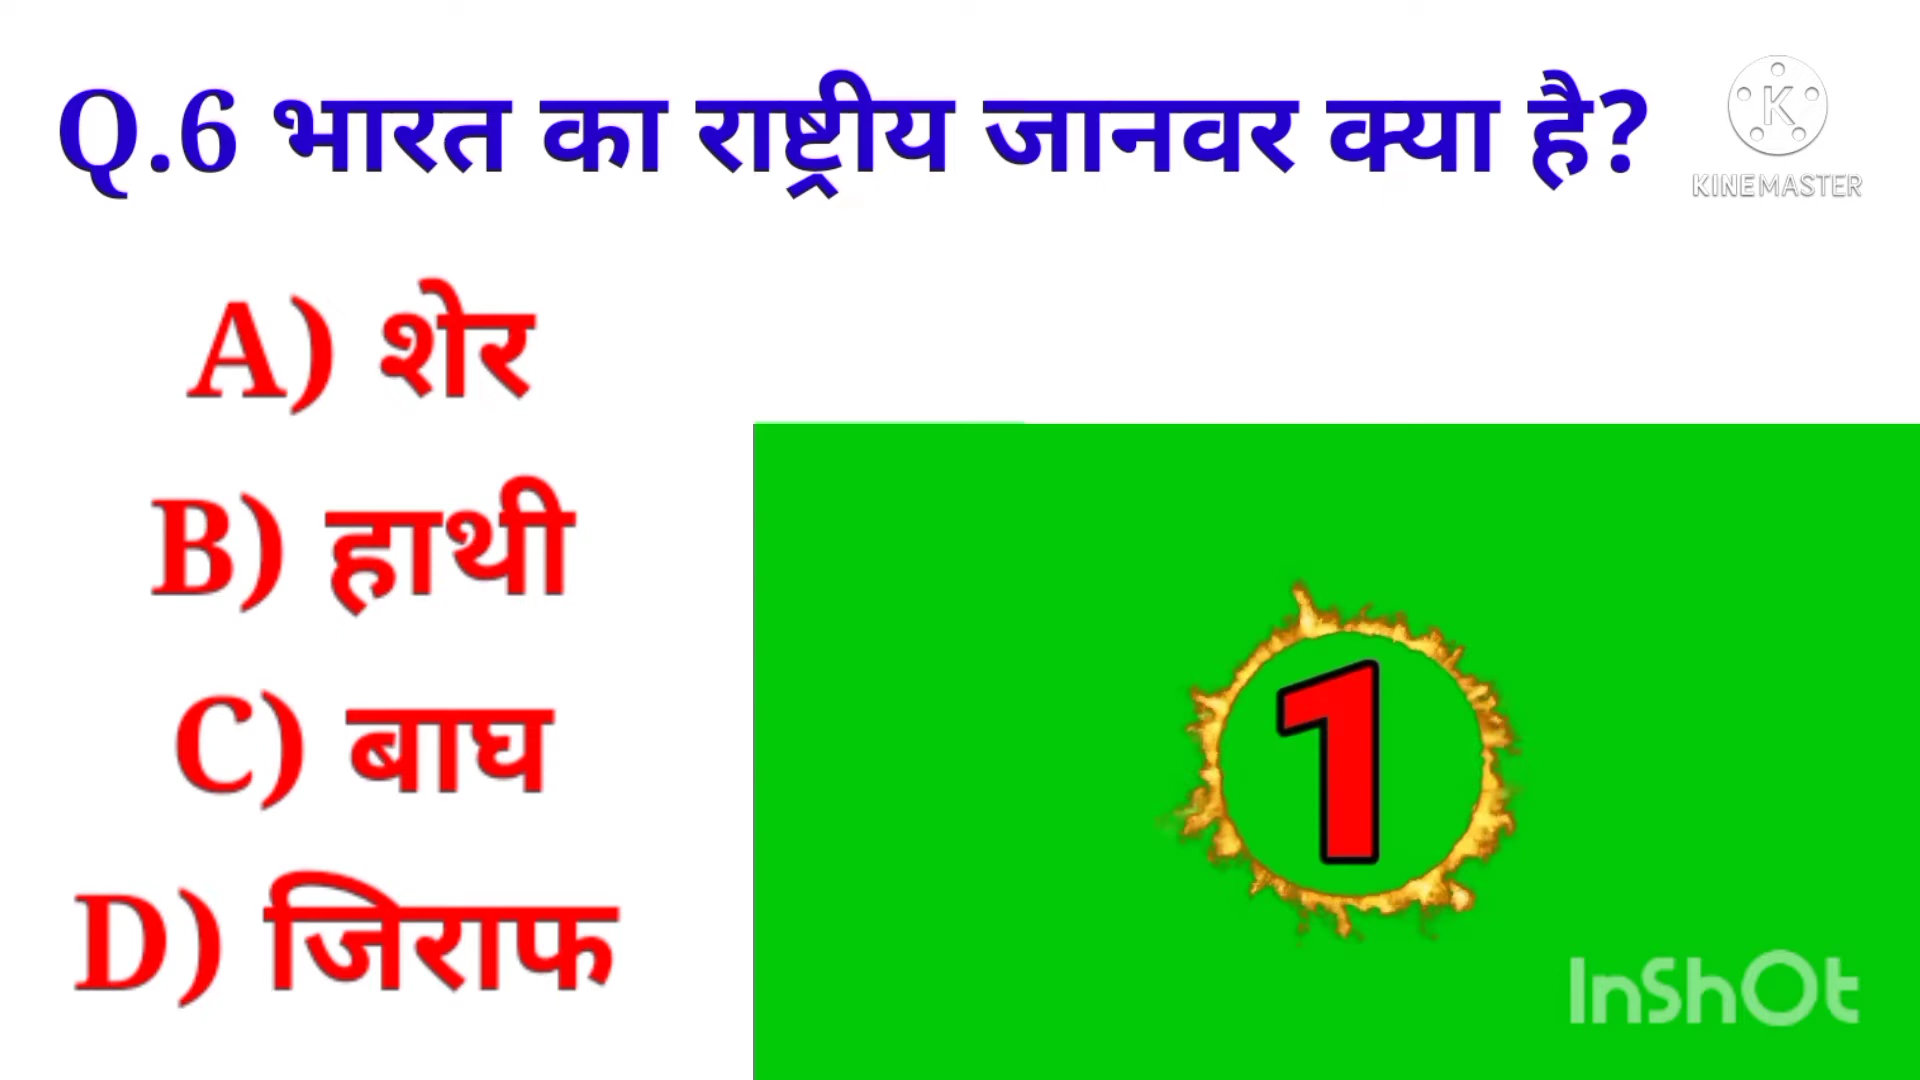 Q.6 भारत का राष्ट्रीय जानवर क्या है?
K
KINEMASTER
A) शेर
B) हाथी
C) बाघ
D) जिराफ
1
InShOt